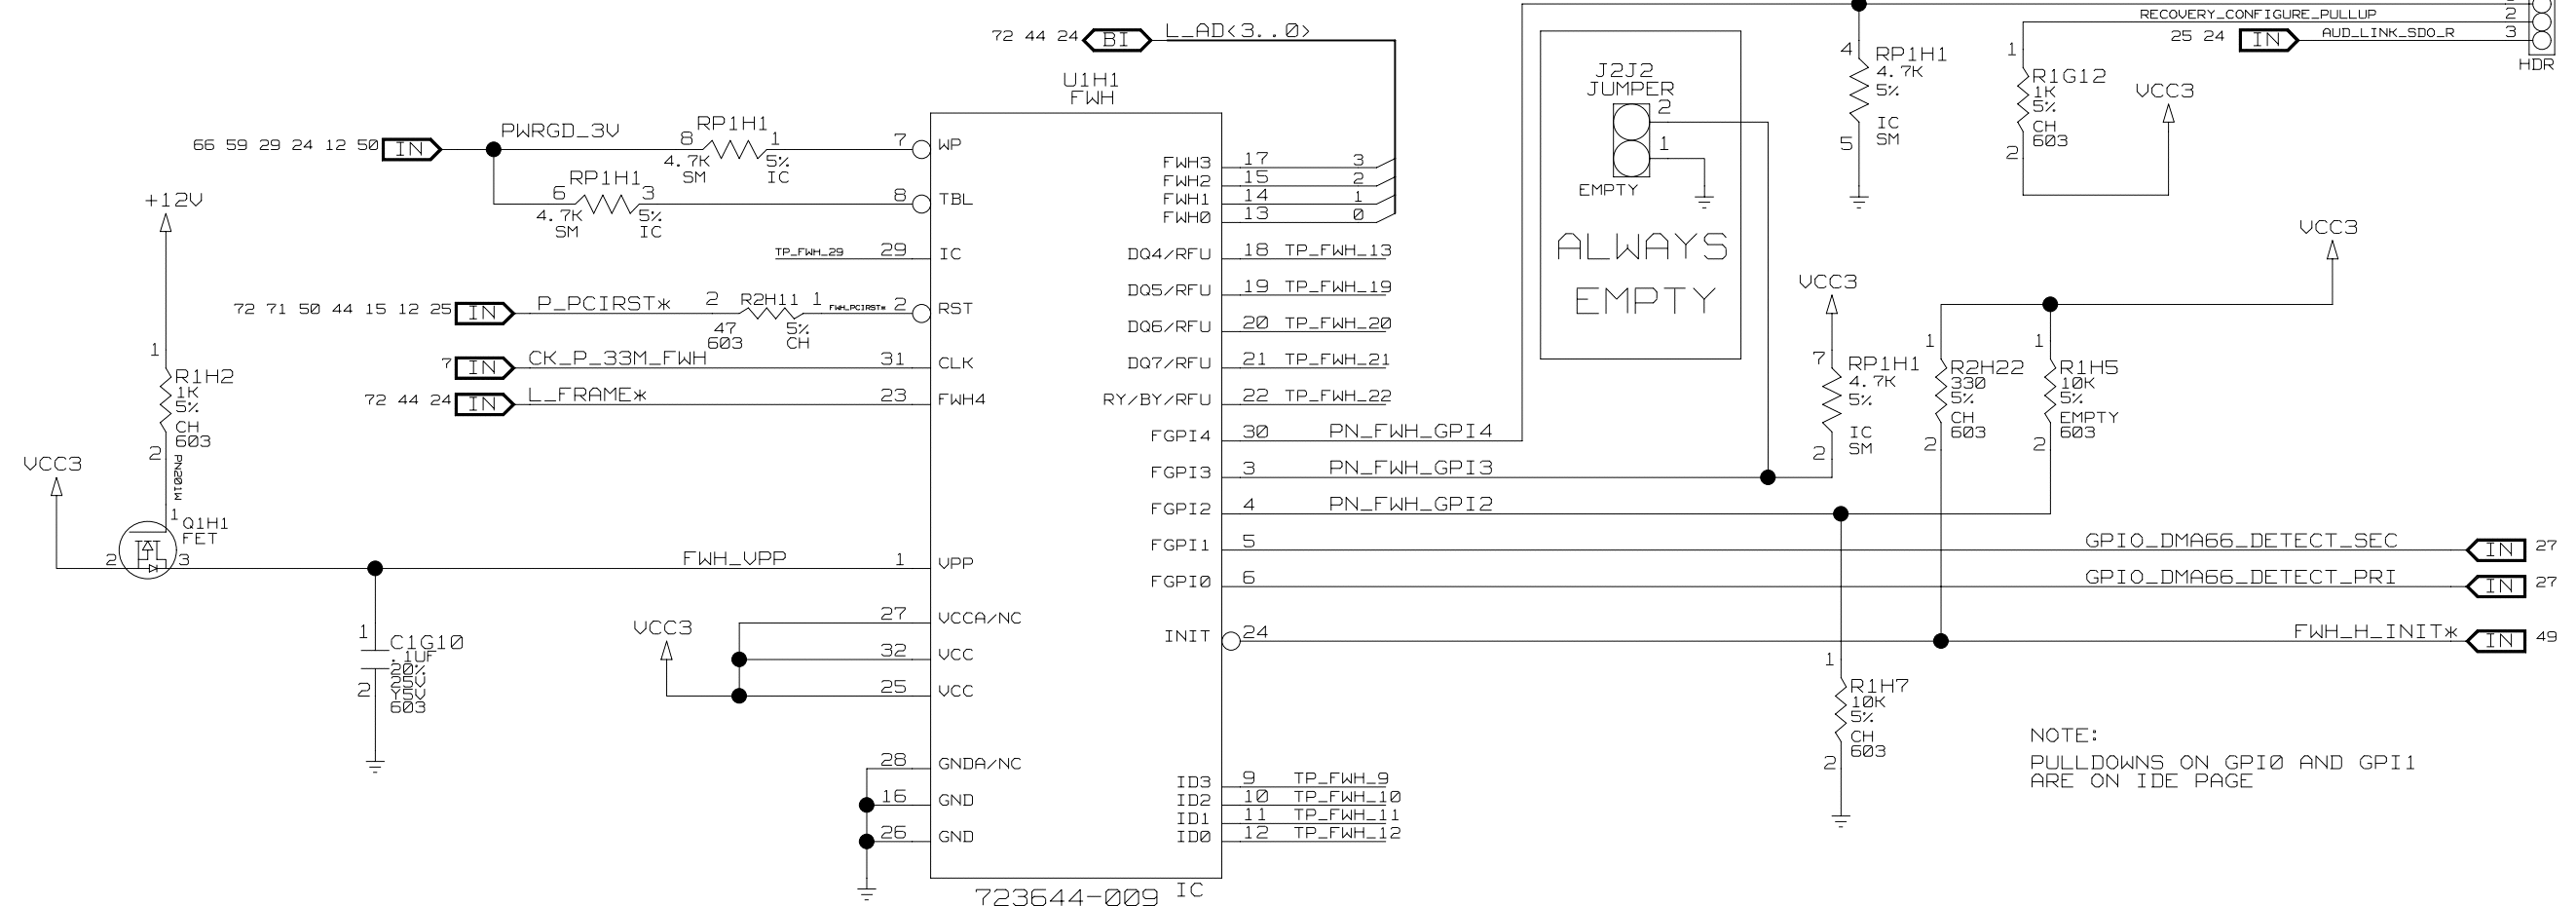 72 44 24 BI L_AD<3..0>
U1H1
FWH
66 59 29 24 12 50 IN PWRGD_3V 8 RP1H1 1 7 WP
4.7K 5%
SM IC
6 RP1H1 3 8 TBL
4.7K 5%
SM IC
TP_FWH_29 29 IC
72 71 50 44 15 12 25 IN P_PCIRST* 2 R2H11 1 FWH_PCIRST* 2 RST
47 5%
603 CH
7 IN CK_P_33M_FWH 31 CLK
72 44 24 IN L_FRAME* 23 FWH4
+12V
1
R1H2
1K
5%
CH
603
2
PN201W
VCC3
1
Q1H1
FET
2 3
FWH_VPP 1 VPP
1
C1G10
.1UF
20%
25V
Y5V
603
2
VCC3
27 VCCA/NC
32 VCC
25 VCC
28 GNDA/NC
16 GND
26 GND
FWH3 17 3
FWH2 15 2
FWH1 14 1
FWH0 13 0
DQ4/RFU 18 TP_FWH_13
DQ5/RFU 19 TP_FWH_19
DQ6/RFU 20 TP_FWH_20
DQ7/RFU 21 TP_FWH_21
RY/BY/RFU 22 TP_FWH_22
FGPI4 30 PN_FWH_GPI4
FGPI3 3 PN_FWH_GPI3
FGPI2 4 PN_FWH_GPI2
FGPI1 5 GPIO_DMA66_DETECT_SEC IN 27
FGPI0 6 GPIO_DMA66_DETECT_PRI IN 27
INIT 24 FWH_H_INIT* IN 49
ID3 9 TP_FWH_9
ID2 10 TP_FWH_10
ID1 11 TP_FWH_11
ID0 12 TP_FWH_12
723644-009 IC
J2J2
JUMPER
2
1
EMPTY
ALWAYS
EMPTY
4
RP1H1
4.7K
5%
IC
SM
5
RECOVERY_CONFIGURE_PULLUP 2
25 24 IN AUD_LINK_SDO_R 3
HDR
1
R1G12
1K
5%
CH
603
2
VCC3
VCC3
7
RP1H1
4.7K
5%
IC
SM
2
VCC3
1
R2H22
330
5%
CH
603
2
1
R1H5
10K
5%
EMPTY
603
2
1
R1H7
10K
5%
CH
603
2
NOTE:
PULLDOWNS ON GPI0 AND GPI1
ARE ON IDE PAGE